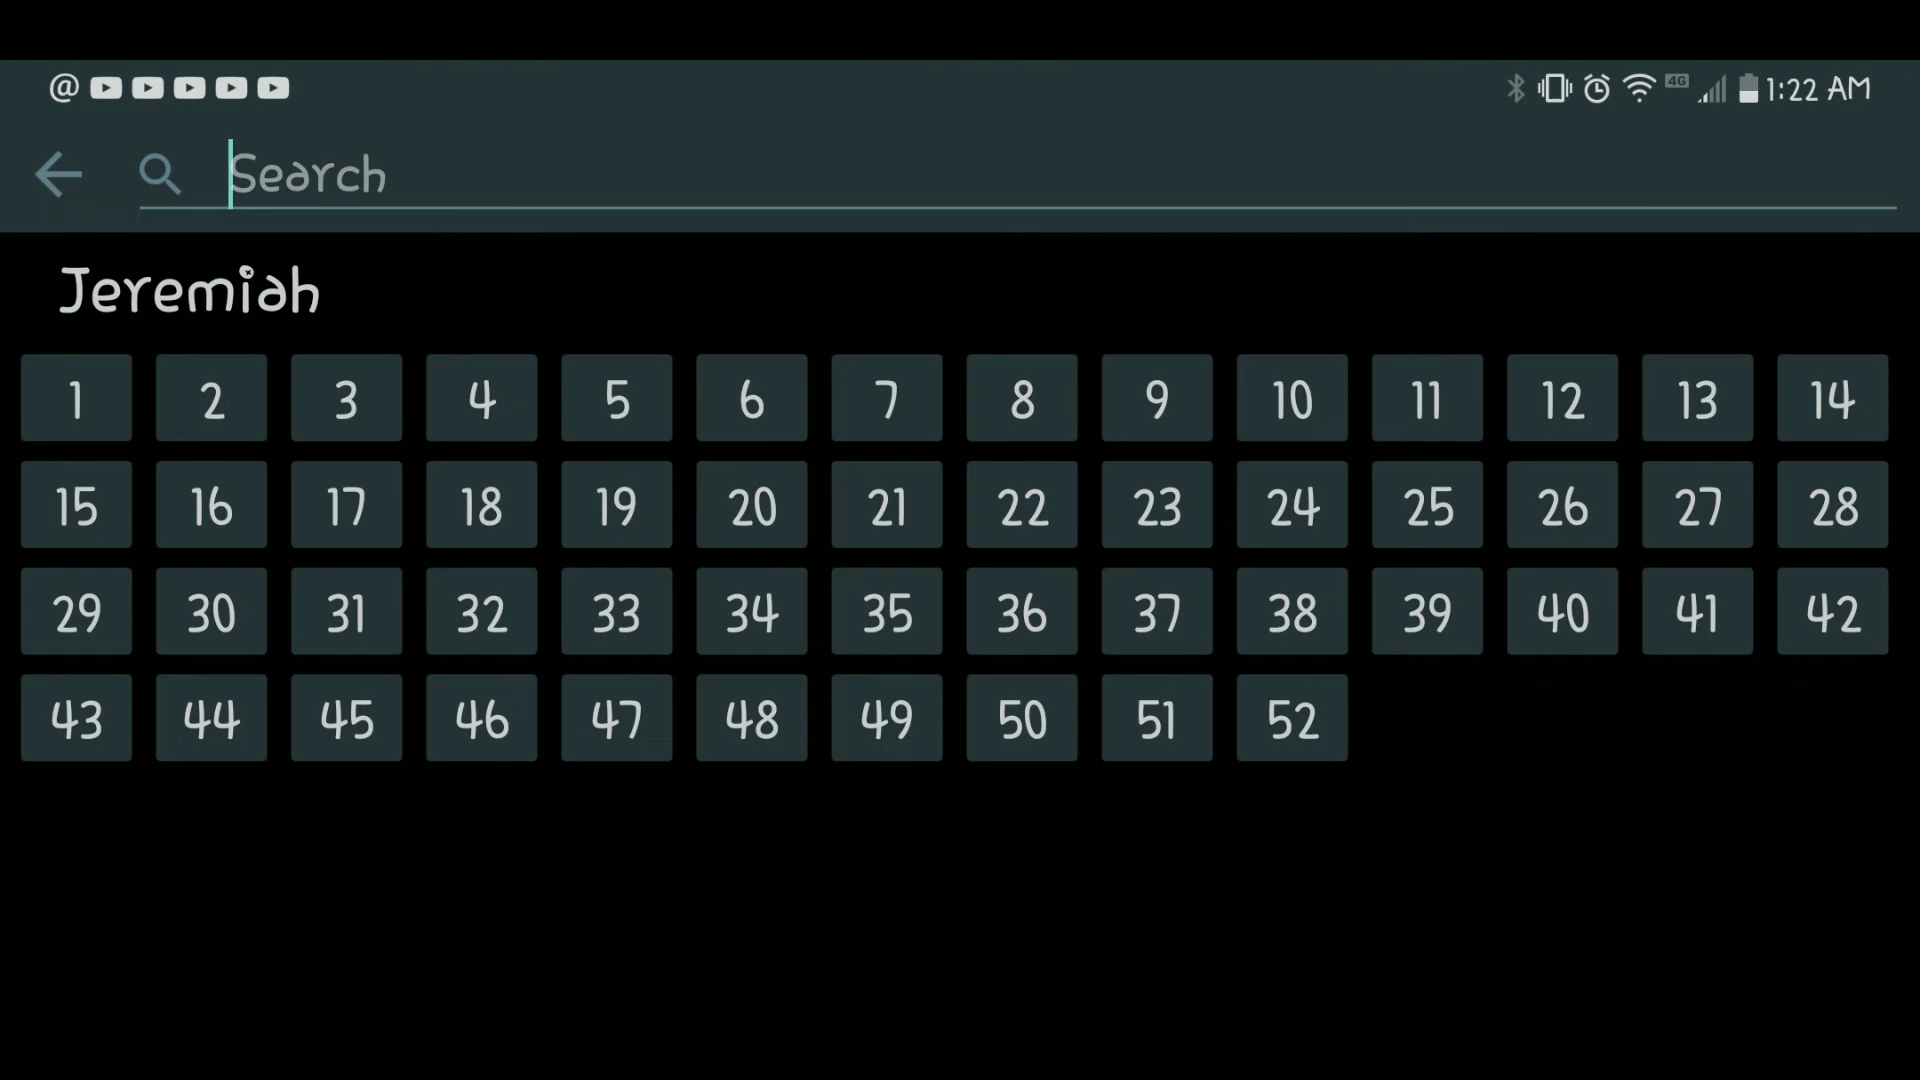 @ 4G 1:22 AM
Search
Jeremiah
1 2 3 4 5 6 7 8 9 10 11 12 13 14
15 16 17 18 19 20 21 22 23 24 25 26 27 28
29 30 31 32 33 34 35 36 37 38 39 40 41 42
43 44 45 46 47 48 49 50 51 52